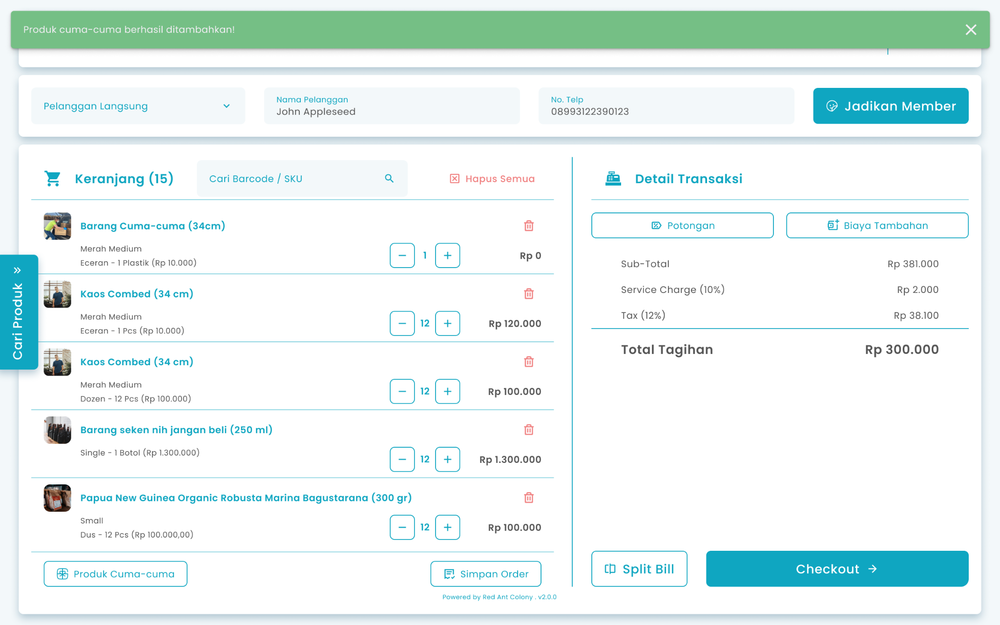 Produk cuma-cuma berhasil ditambahkan!
Pelanggan Langsung
Nama Pelanggan
John Appleseed
No. Telp
08993122390123
Jadikan Member
Keranjang (15)
Cari Barcode / SKU
Hapus Semua
Barang Cuma-cuma (34cm)
Merah Medium
Eceran - 1 Plastik (Rp 10.000)
1
Rp 0
Kaos Combed (34 cm)
Merah Medium
Eceran - 1 Pcs (Rp 10.000)
12
Rp 120.000
Kaos Combed (34 cm)
Merah Medium
Dozen - 12 Pcs (Rp 100.000)
12
Rp 100.000
Barang seken nih jangan beli (250 ml)
Single - 1 Botol (Rp 1.300.000)
12
Rp 1.300.000
Papua New Guinea Organic Robusta Marina Bagustarana (300 gr)
Small
Dus - 12 Pcs (Rp 100.000,00)
12
Rp 100.000
Produk Cuma-cuma
Simpan Order
Cari Produk
Detail Transaksi
Potongan
Biaya Tambahan
Sub-Total
Rp 381.000
Service Charge (10%)
Rp 2.000
Tax (12%)
Rp 38.100
Total Tagihan
Rp 300.000
Split Bill
Checkout
Powered by Red Ant Colony . v2.0.0